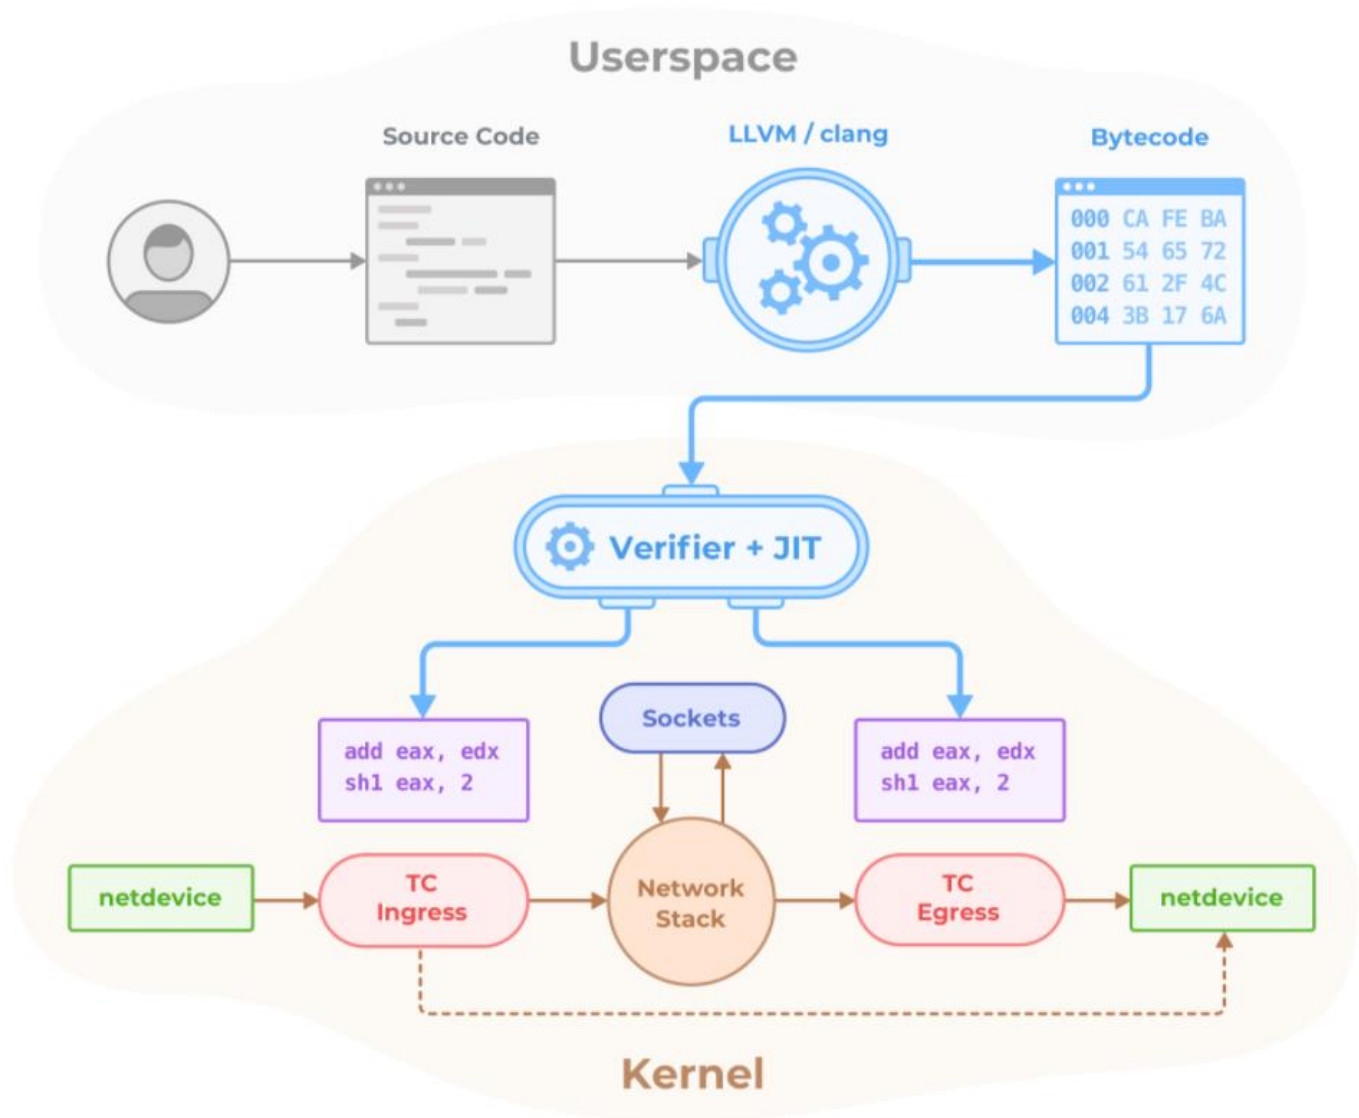 Userspace
Source Code
LLVM / clang
Bytecode
000 CA FE BA
001 54 65 72
002 61 2F 4C
004 3B 17 6A
Verifier + JIT
add eax, edx
sh1 eax, 2
Sockets
add eax, edx
sh1 eax, 2
netdevice
TC
Ingress
Network
Stack
TC
Egress
netdevice
Kernel